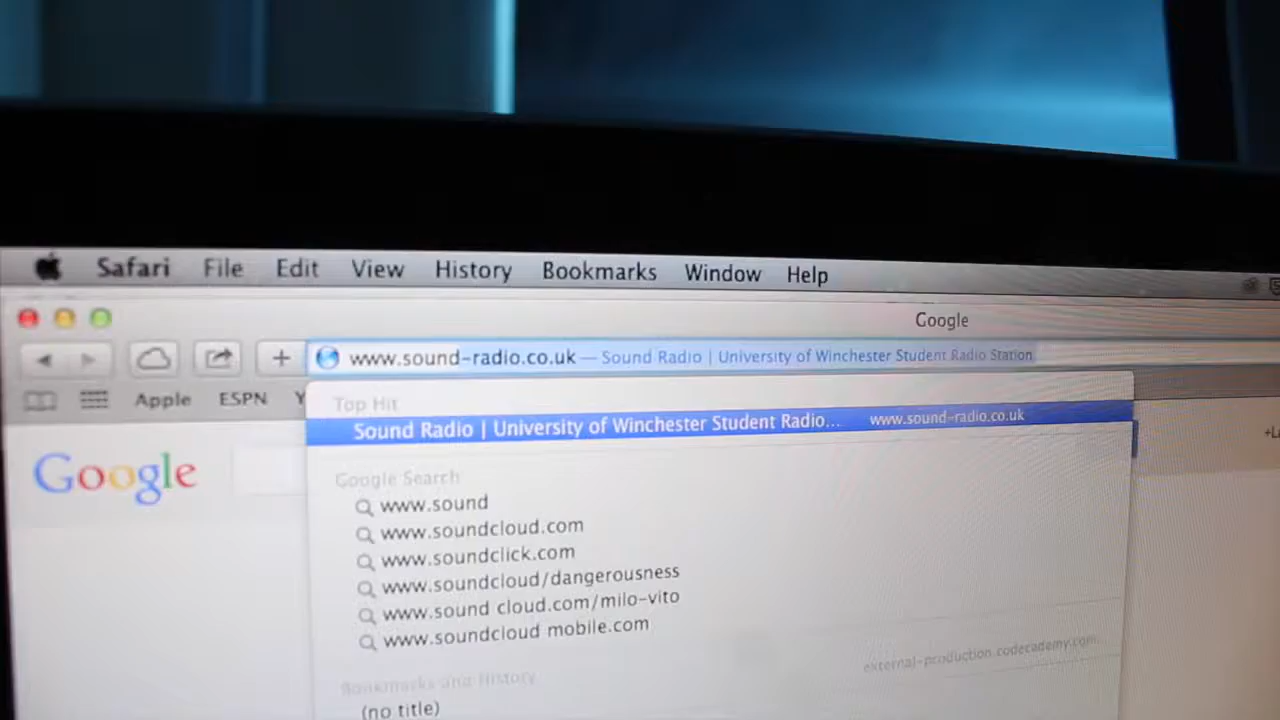 Safari File Edit View History Bookmarks Window Help
Google
www.sound-radio.co.uk — Sound Radio | University of Winchester Student Radio Station
Apple ESPN Y
Top Hit
Sound Radio | University of Winchester Student Radio... www.sound-radio.co.uk
Google
Google Search
www.sound
www.soundcloud.com
www.soundclick.com
www.soundcloud/dangerousness
www.sound cloud.com/milo-vito
www.soundcloud mobile.com
external-production.codecademy.com...
Bookmarks and History
(no title)